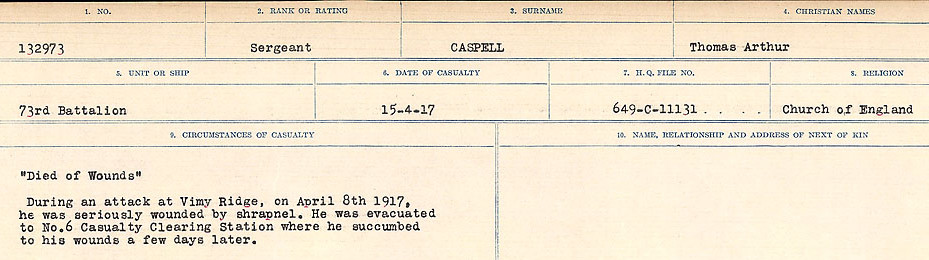 1. NO. 2. RANK OR RATING 3. SURNAME 4. CHRISTIAN NAMES
132973 Sergeant CASPELL Thomas Arthur
5. UNIT OR SHIP 6. DATE OF CASUALTY 7. H.Q. FILE NO. 8. RELIGION
73rd Battalion 15-4-17 649-C-11131 . . . . Church of England
9. CIRCUMSTANCES OF CASUALTY 10. NAME, RELATIONSHIP AND ADDRESS OF NEXT OF KIN
"Died of Wounds"
During an attack at Vimy Ridge, on April 8th 1917,
he was seriously wounded by shrapnel. He was evacuated
to No.6 Casualty Clearing Station where he succumbed
to his wounds a few days later.